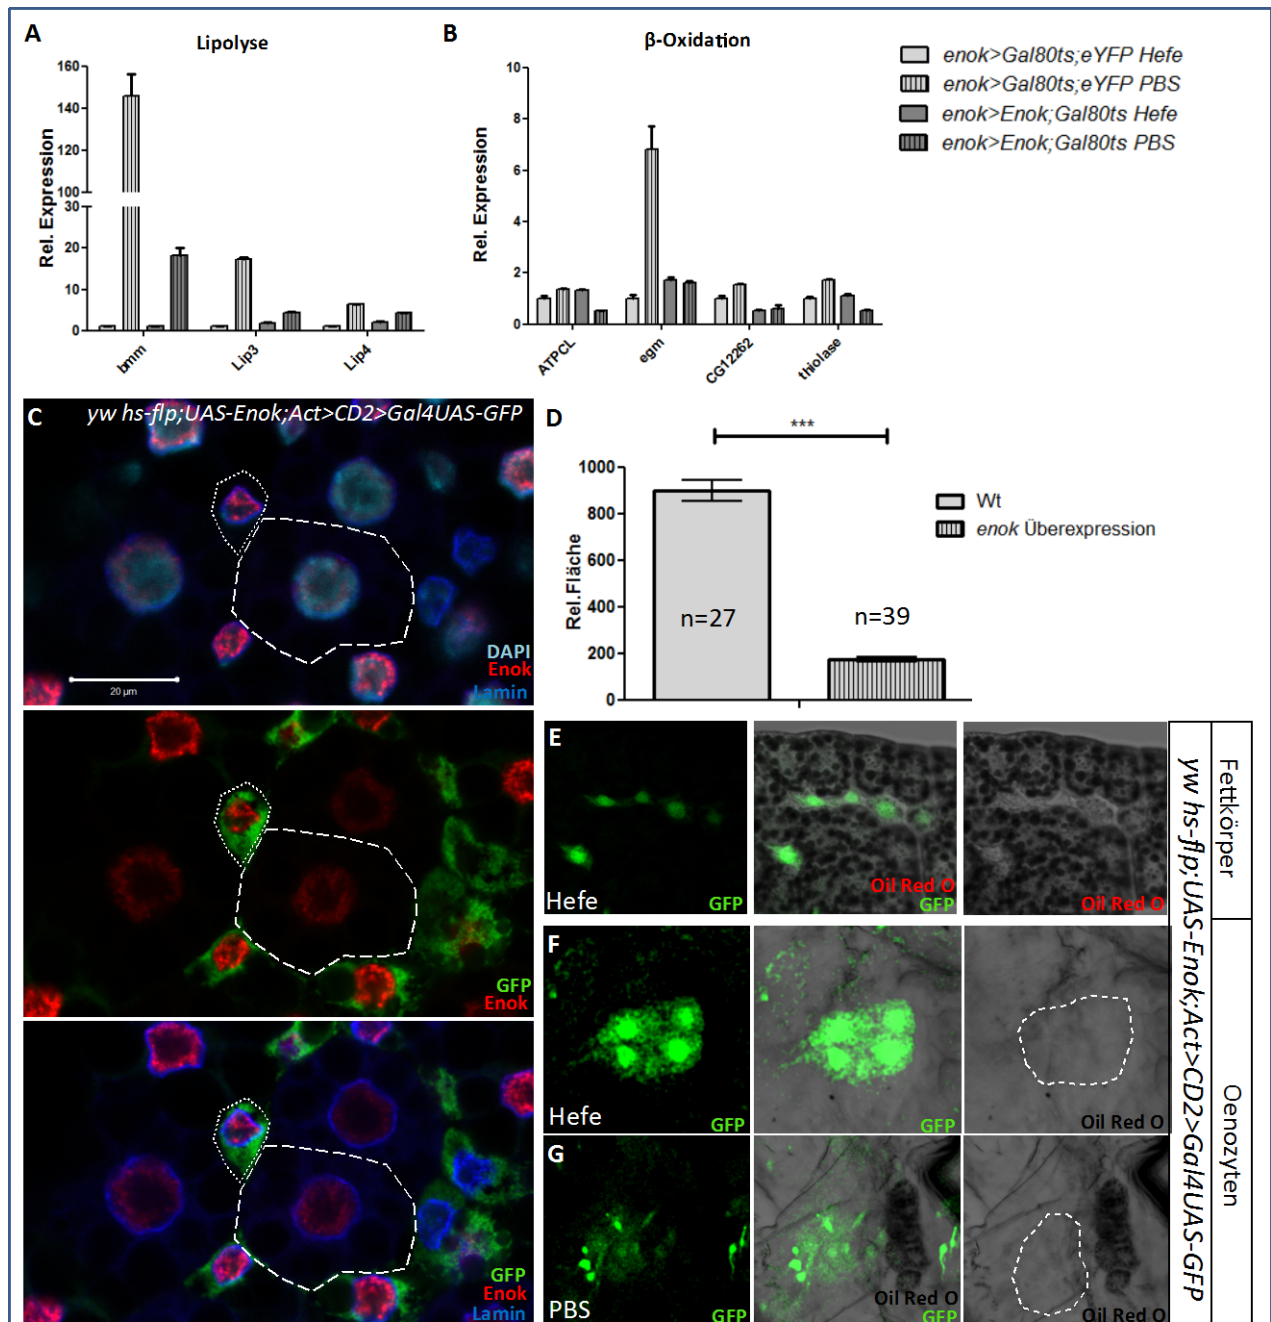 A
Lipolyse
160
140
120
100
30
20
10
0
Rel. Expression
bmm
Lip3
Lip4
B
β-Oxidation
10
8
6
4
2
0
Rel. Expression
ATPCL
egm
CG12262
thiolase
enok>Gal80ts;eYFP Hefe
enok>Gal80ts;eYFP PBS
enok>Enok;Gal80ts Hefe
enok>Enok;Gal80ts PBS
C
yw hs-flp;UAS-Enok;Act>CD2>Gal4UAS-GFP
20 µm
DAPI
Enok
Lamin
GFP
Enok
GFP
Enok
Lamin
D
***
1000
800
600
400
200
0
Rel.Fläche
n=27
n=39
Wt
enok Überexpression
E
Hefe
GFP
Oil Red O
GFP
Oil Red O
F
Hefe
GFP
GFP
Oil Red O
G
PBS
GFP
Oil Red O
GFP
Oil Red O
yw hs-flp;UAS-Enok;Act>CD2>Gal4UAS-GFP
Fettkörper
Oenozyten